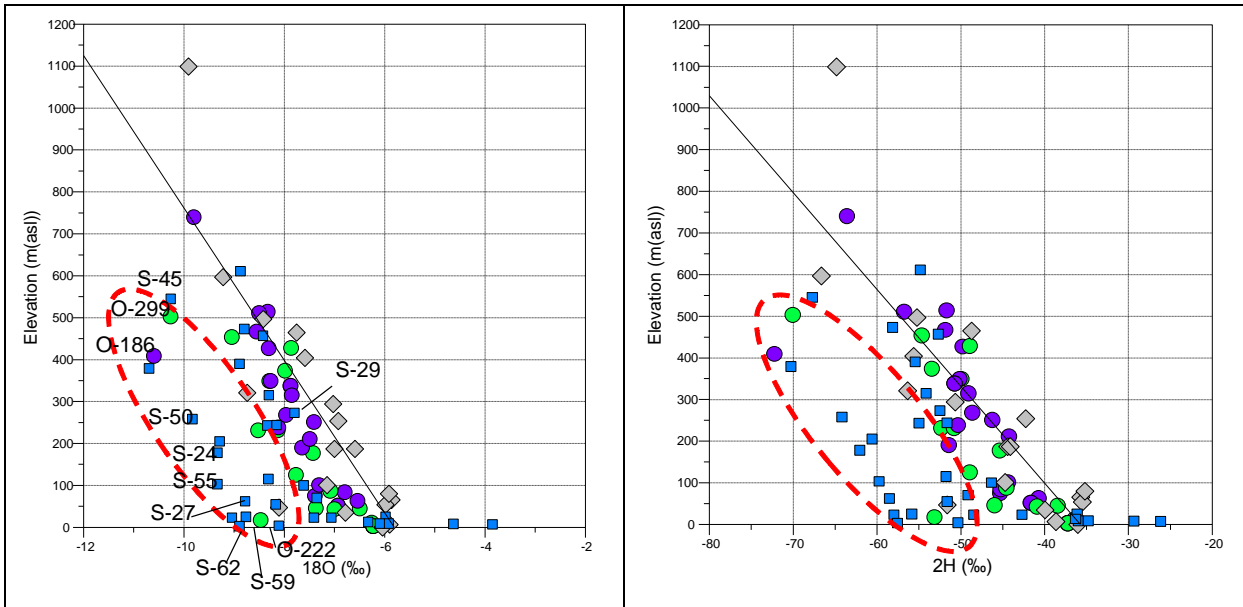 1200
1100
1000
900
800
700
600
500
400
300
200
100
0
Elevation (m(asl))
S-45
O-299
O-186
S-50
S-24
S-55
S-27
S-29
O-222
S-62
S-59
-12
-10
-8
-6
-4
-2
18O (‰)
1200
1100
1000
900
800
700
600
500
400
300
200
100
0
Elevation (m(asl))
-80
-70
-60
-50
-40
-30
-20
2H (‰)